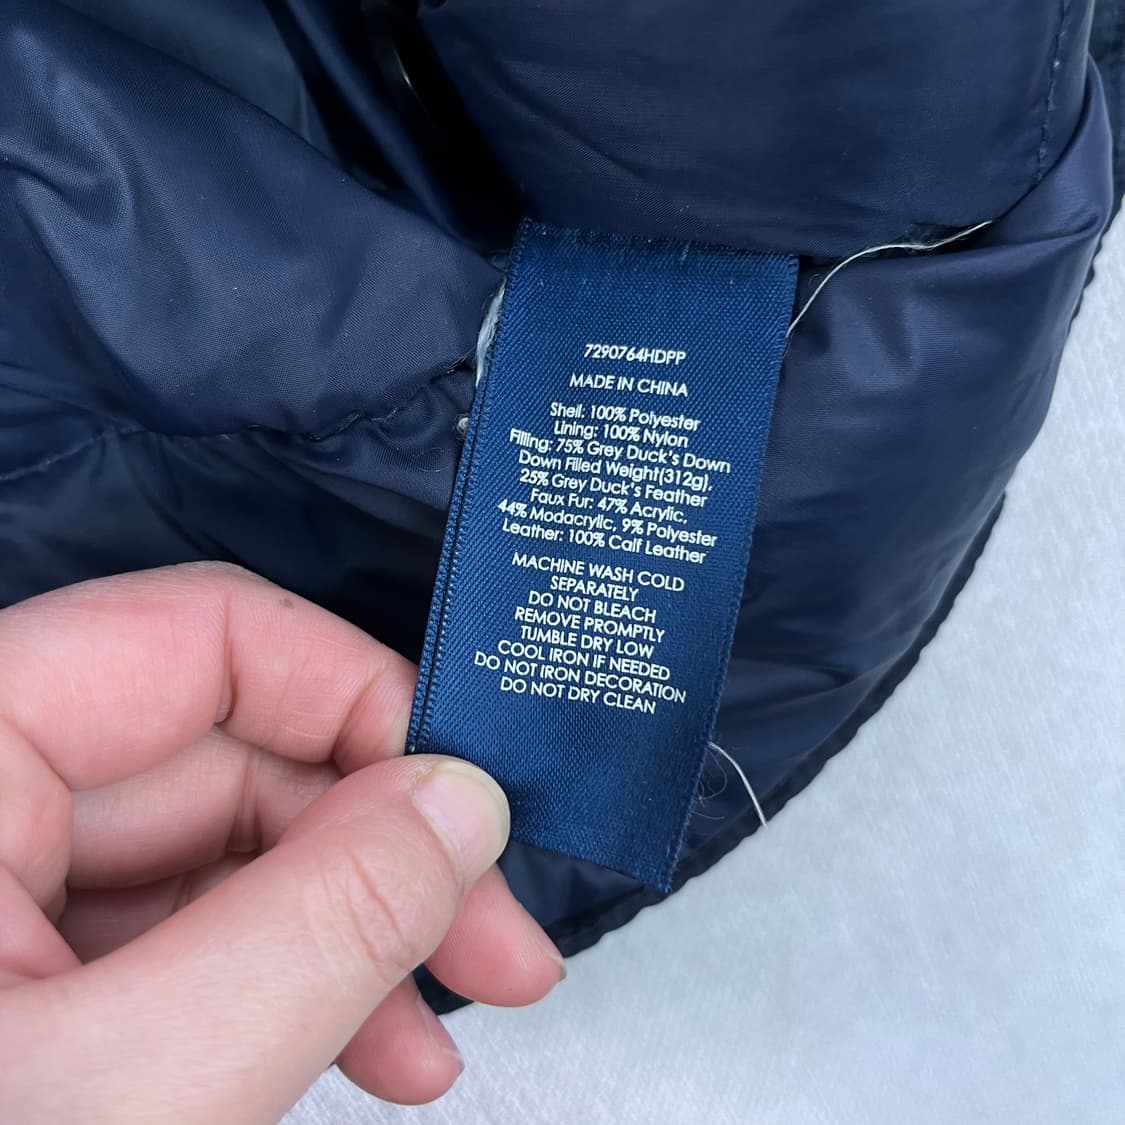 7290764HDPP
MADE IN CHINA
Shell: 100% Polyester
Lining: 100% Nylon
Filling: 75% Grey Duck's Down
Down Filled Weight(312g),
25% Grey Duck's Feather
Faux Fur: 47% Acrylic,
44% Modacrylic, 9% Polyester
Leather: 100% Calf Leather
MACHINE WASH COLD
SEPARATELY
DO NOT BLEACH
REMOVE PROMPTLY
TUMBLE DRY LOW
COOL IRON IF NEEDED
DO NOT IRON DECORATION
DO NOT DRY CLEAN